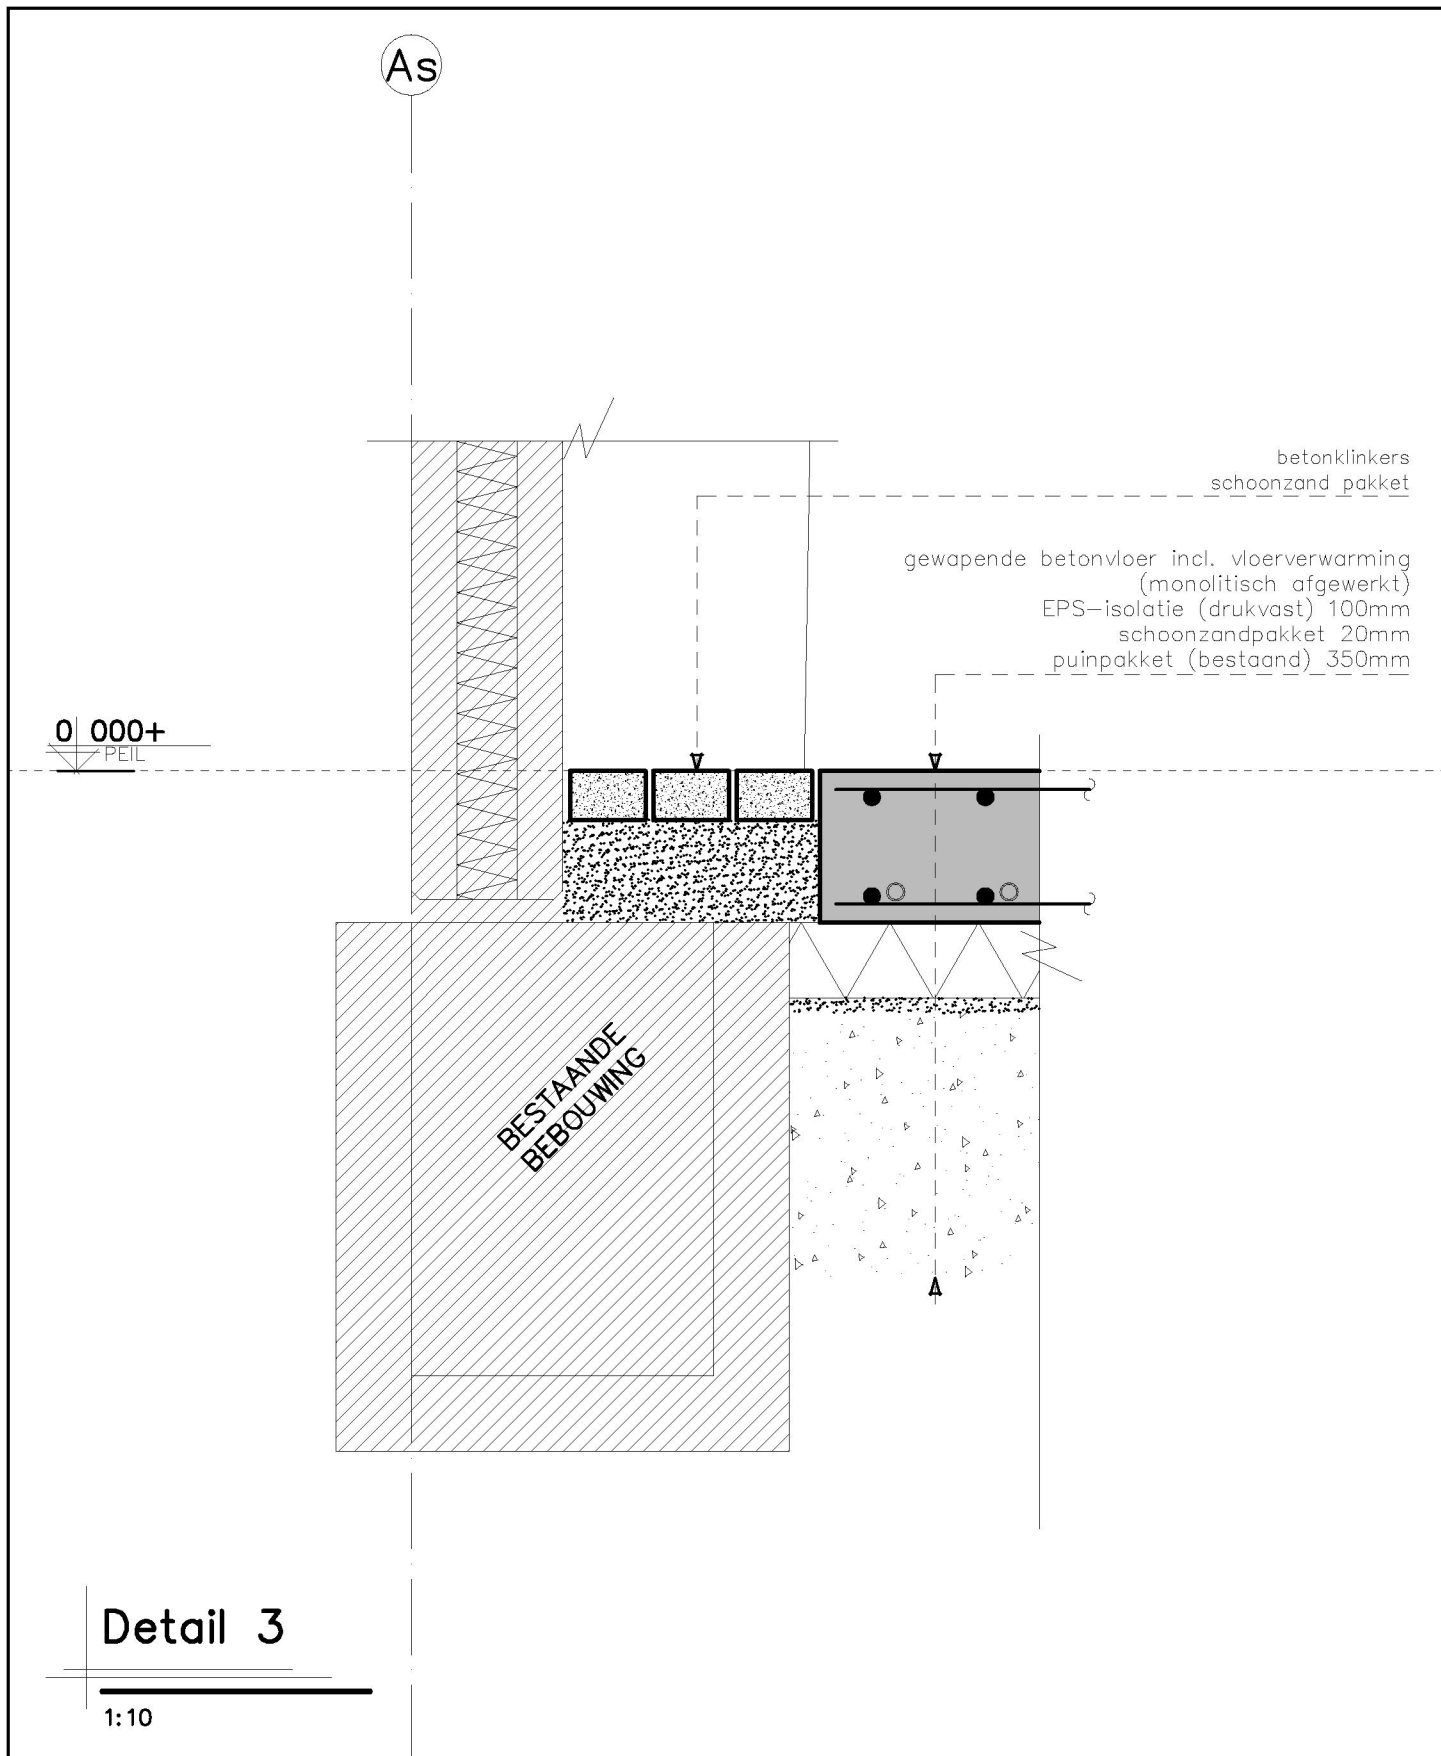 As
betonklinkers
schoonzand pakket
gewapende betonvloer incl. vloerverwarming
(monolitisch afgewerkt)
EPS-isolatie (drukvast) 100mm
schoonzandpakket 20mm
puinpakket (bestaand) 350mm
0 000+
PEIL
BESTAANDE
BEBOUWING
Detail 3
1:10